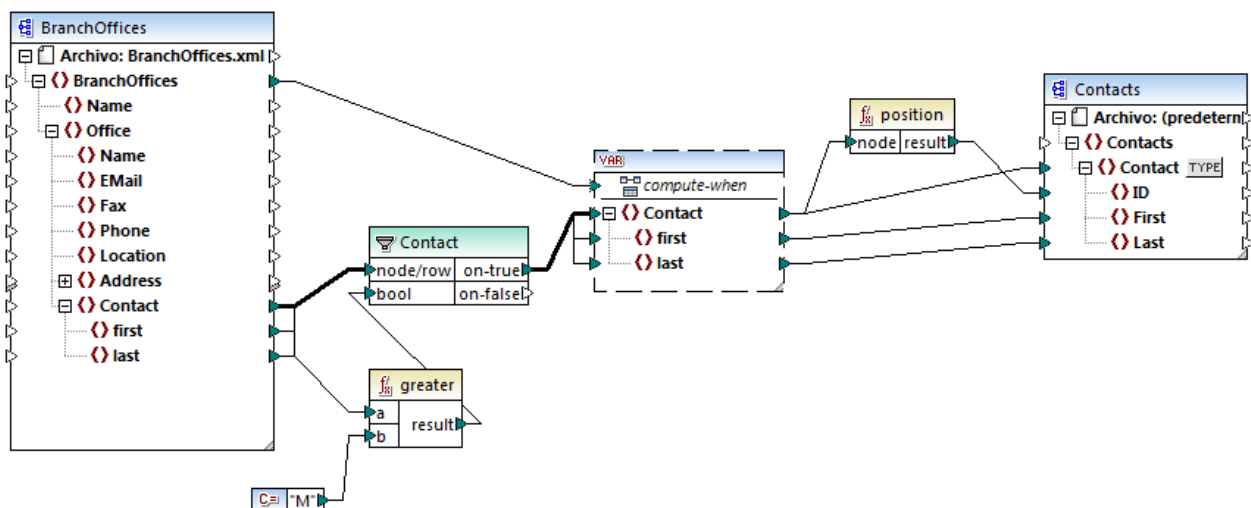 BranchOffices
Archivo: BranchOffices.xml
BranchOffices
Name
Office
Name
EMail
Fax
Phone
Location
Address
Contact
first
last
Contact
node/row on-true
bool on-false
greater
a
b
result
C= "M"
VAR
compute-when
Contact
first
last
position
node result
Contacts
Archivo: (predetern
Contacts
Contact TYPE
ID
First
Last